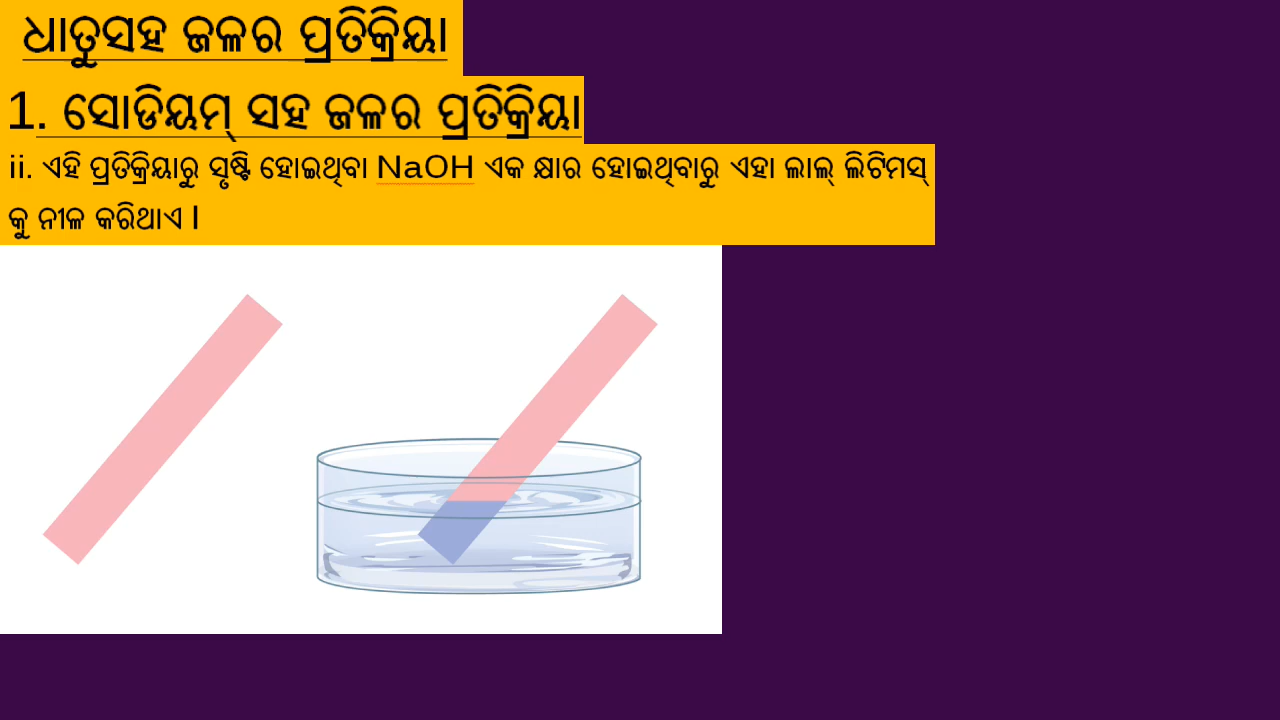 ଧାତୁସହ ଜଳର ପ୍ରତିକ୍ରିୟା
1. ସୋଡିୟମ୍ ସହ ଜଳର ପ୍ରତିକ୍ରିୟା
ii. ଏହି ପ୍ରତିକ୍ରିୟାରୁ ସୃଷ୍ଟି ହୋଇଥିବା NaOH ଏକ କ୍ଷାର ହୋଇଥିବାରୁ ଏହା ଲାଲ୍ ଲିଟିମସ୍
କୁ ନୀଳ କରିଥାଏ l